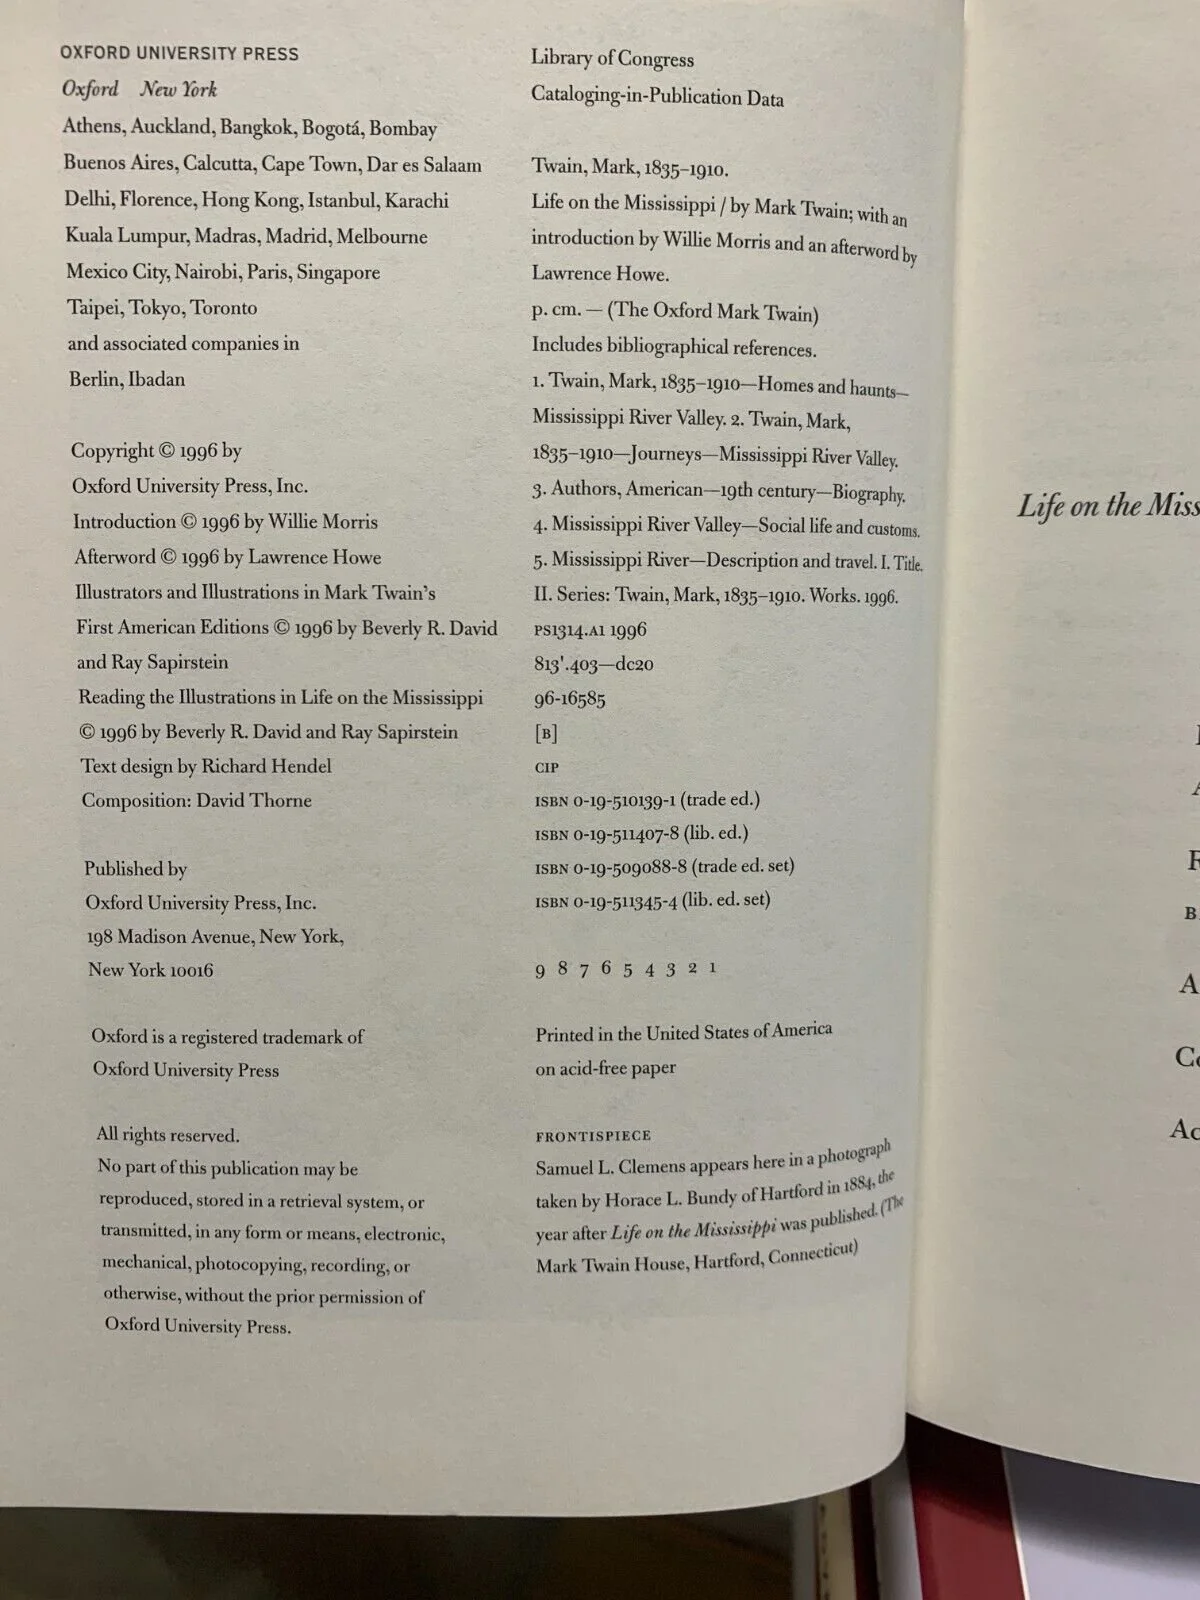 OXFORD UNIVERSITY PRESS
Oxford New York
Athens, Auckland, Bangkok, Bogotá, Bombay
Buenos Aires, Calcutta, Cape Town, Dar es Salaam
Delhi, Florence, Hong Kong, Istanbul, Karachi
Kuala Lumpur, Madras, Madrid, Melbourne
Mexico City, Nairobi, Paris, Singapore
Taipei, Tokyo, Toronto
and associated companies in
Berlin, Ibadan
Copyright © 1996 by
Oxford University Press, Inc.
Introduction © 1996 by Willie Morris
Afterword © 1996 by Lawrence Howe
Illustrators and Illustrations in Mark Twain's
First American Editions © 1996 by Beverly R. David
and Ray Sapirstein
Reading the Illustrations in Life on the Mississippi
© 1996 by Beverly R. David and Ray Sapirstein
Text design by Richard Hendel
Composition: David Thorne
Published by
Oxford University Press, Inc.
198 Madison Avenue, New York,
New York 10016
Oxford is a registered trademark of
Oxford University Press
All rights reserved.
No part of this publication may be
reproduced, stored in a retrieval system, or
transmitted, in any form or means, electronic,
mechanical, photocopying, recording, or
otherwise, without the prior permission of
Oxford University Press.
Library of Congress
Cataloging-in-Publication Data
Twain, Mark, 1835–1910.
Life on the Mississippi / by Mark Twain; with an
introduction by Willie Morris and an afterword by
Lawrence Howe.
p. cm. — (The Oxford Mark Twain)
Includes bibliographical references.
1. Twain, Mark, 1835–1910—Homes and haunts—
Mississippi River Valley. 2. Twain, Mark,
1835–1910—Journeys—Mississippi River Valley.
3. Authors, American—19th century—Biography.
4. Mississippi River Valley—Social life and customs.
5. Mississippi River—Description and travel. I. Title.
II. Series: Twain, Mark, 1835–1910. Works. 1996.
PS1314.A1 1996
813'.403—dc20
96-16585
[B]
CIP
ISBN 0-19-510139-1 (trade ed.)
ISBN 0-19-511407-8 (lib. ed.)
ISBN 0-19-509088-8 (trade ed. set)
ISBN 0-19-511345-4 (lib. ed. set)
9 8 7 6 5 4 3 2 1
Printed in the United States of America
on acid-free paper
FRONTISPIECE
Samuel L. Clemens appears here in a photograph
taken by Horace L. Bundy of Hartford in 1884, the
year after Life on the Mississippi was published. (The
Mark Twain House, Hartford, Connecticut)
Life on the Miss